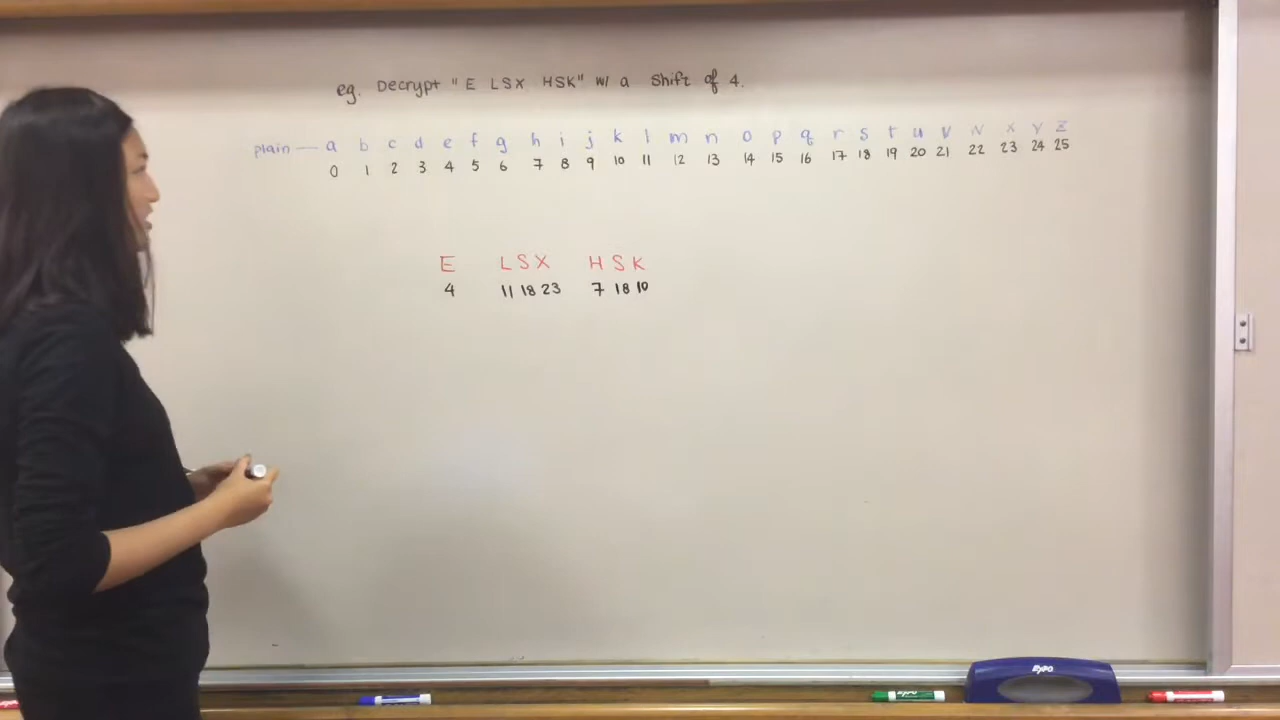 eg. Decrypt "E LSX HSK" w/ a Shift of 4.
plain — a b c d e f g h i j k l m n o p q r s t u v w x y z
0 1 2 3 4 5 6 7 8 9 10 11 12 13 14 15 16 17 18 19 20 21 22 23 24 25
E LSX HSK
4 11 18 23 7 18 10
EXPO
EXPO